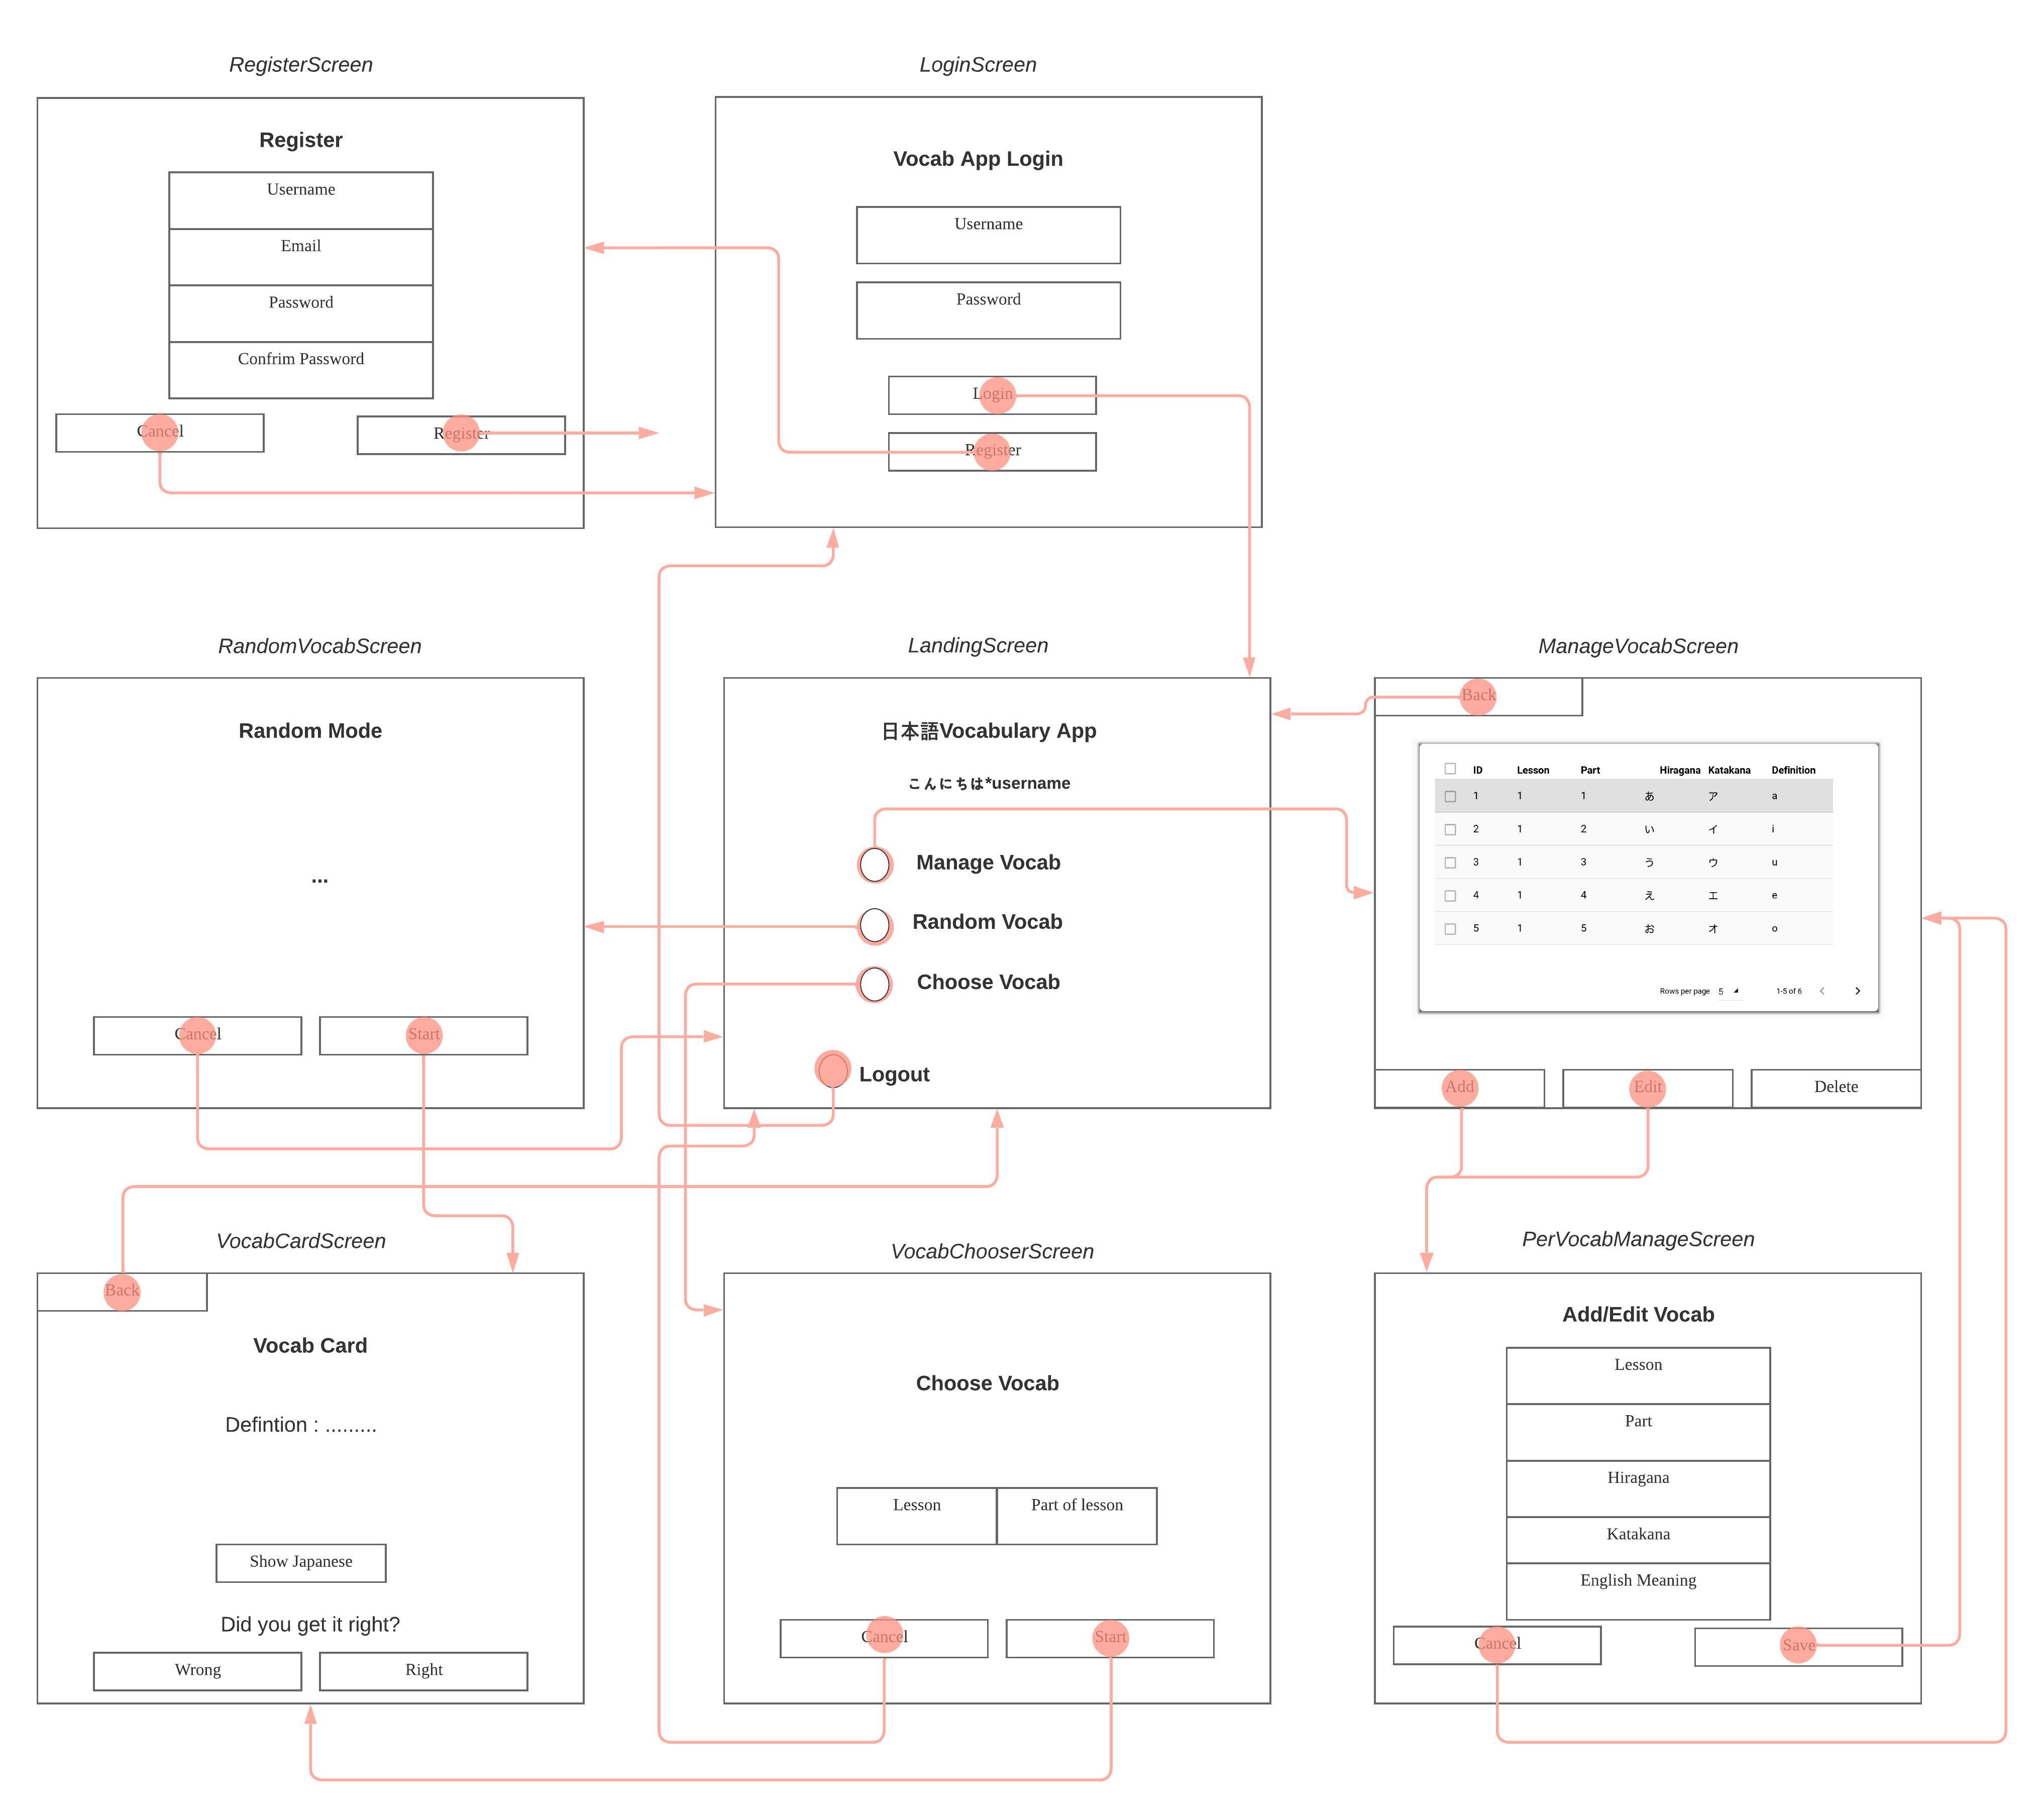 RegisterScreen
Register
Username
Email
Password
Confrim Password
Cancel
Register
LoginScreen
Vocab App Login
Username
Password
Login
Register
RandomVocabScreen
Random Mode
...
Cancel
Start
LandingScreen
日本語Vocabulary App
こんにちは*username
Manage Vocab
Random Vocab
Choose Vocab
Logout
ManageVocabScreen
Back
ID Lesson Part Hiragana Katakana Definition
1 1 1 あ ア a
2 1 2 い イ i
3 1 3 う ウ u
4 1 4 え エ e
5 1 5 お オ o
Rows per page 5 1-5 of 6
Add
Edit
Delete
VocabCardScreen
Back
Vocab Card
Defintion : .........
Show Japanese
Did you get it right?
Wrong
Right
VocabChooserScreen
Choose Vocab
Lesson
Part of lesson
Cancel
Start
PerVocabManageScreen
Add/Edit Vocab
Lesson
Part
Hiragana
Katakana
English Meaning
Cancel
Save